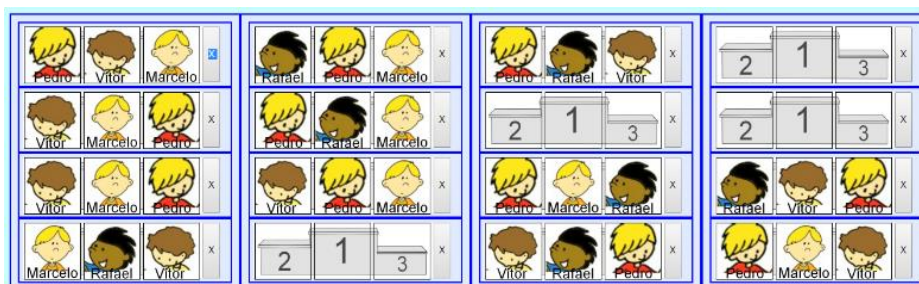 Pedro Vitor Marcelo X Rafael Pedro Marcelo X Pedro Rafael Vitor X 2 1 3 X
Vitor Marcelo Pedro X Pedro Rafael Marcelo X 2 1 3 X 2 1 3 X
Vitor Marcelo Pedro X Vitor Pedro Marcelo X Pedro Marcelo Rafael X Rafael Vitor Pedro X
Marcelo Rafael Vitor X 2 1 3 X Vitor Rafael Pedro X Pedro Marcelo Vitor X